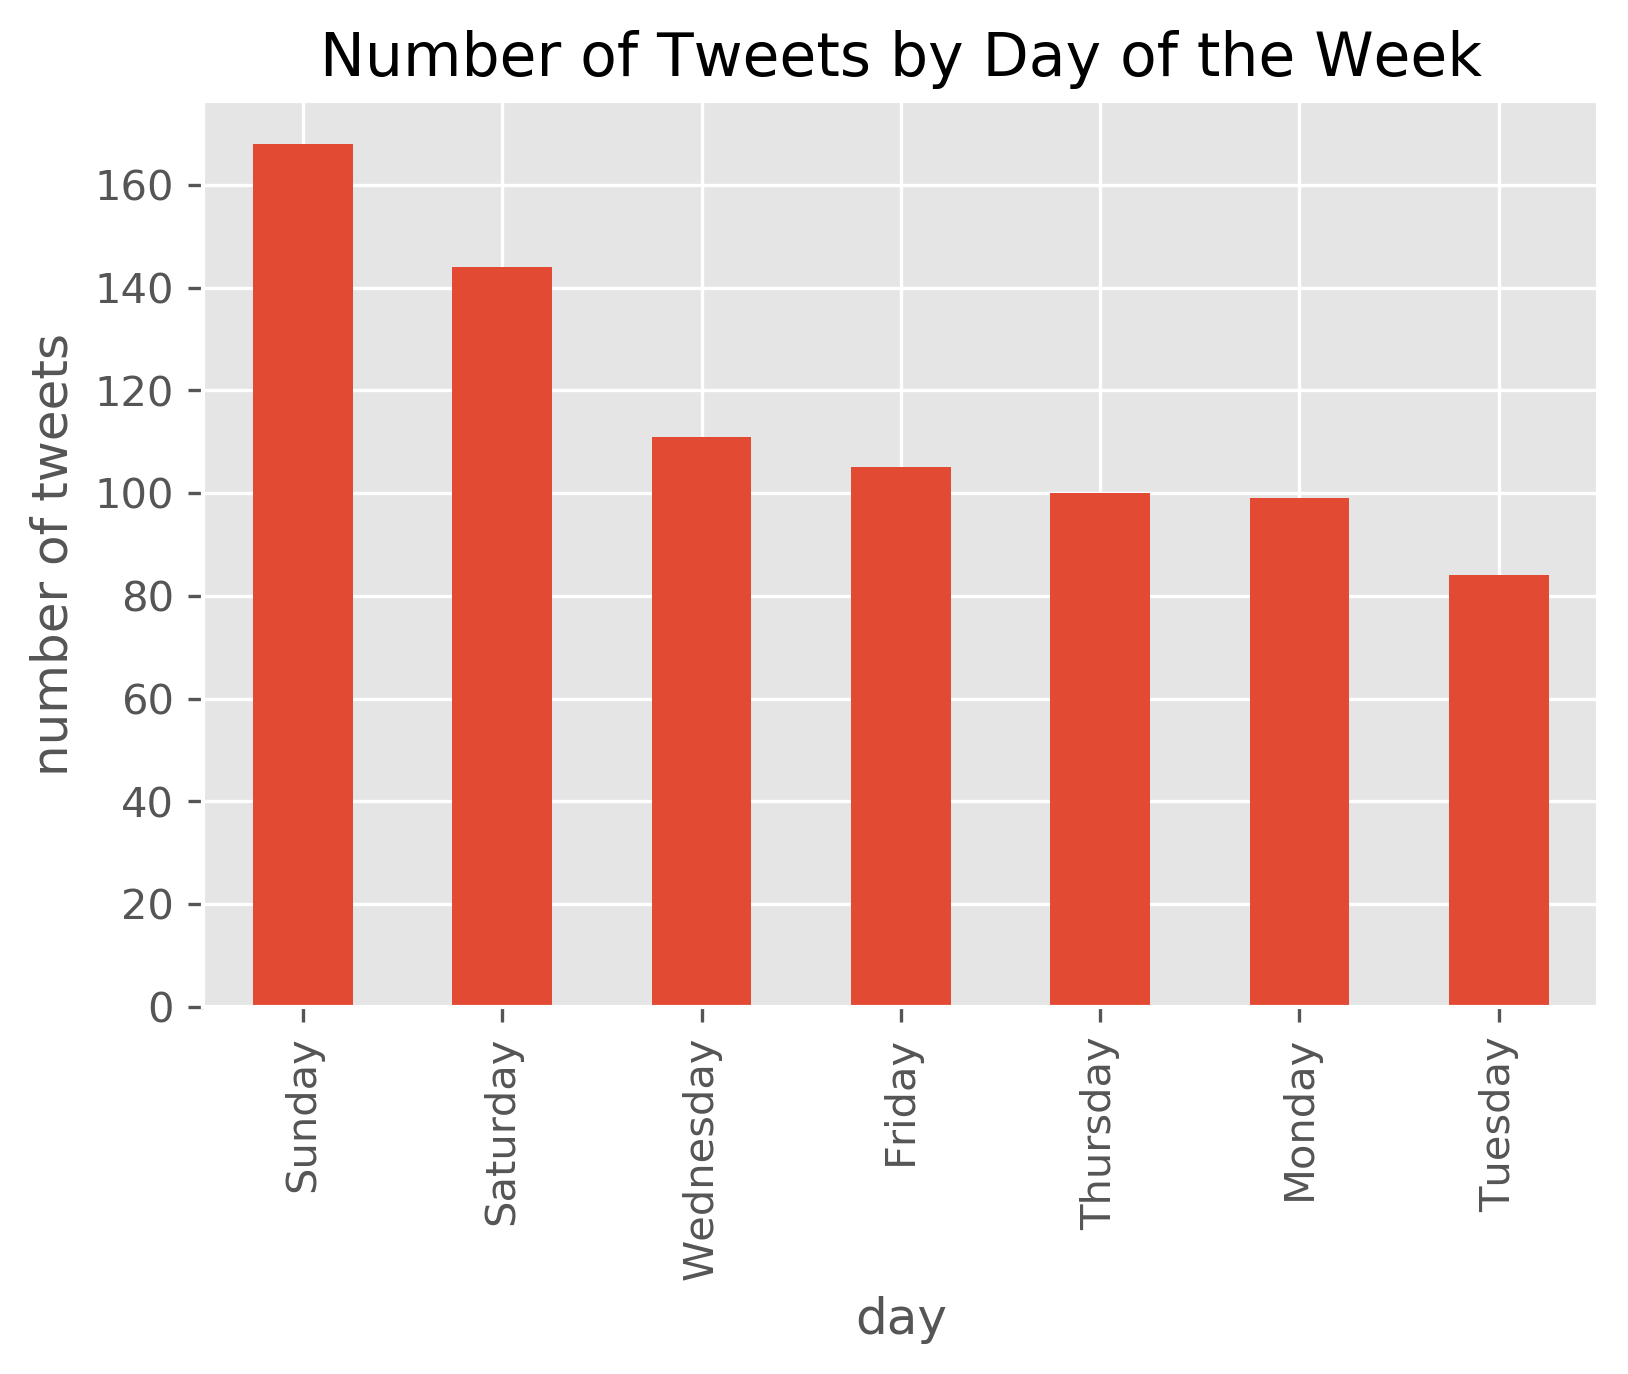 Number of Tweets by Day of the Week
number of tweets
160
140
120
100
80
60
40
20
0
Sunday
Saturday
Wednesday
Friday
Thursday
Monday
Tuesday
day